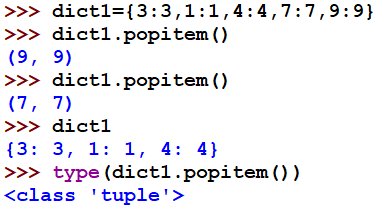 >>> dict1={3:3,1:1,4:4,7:7,9:9}
>>> dict1.popitem()
(9, 9)
>>> dict1.popitem()
(7, 7)
>>> dict1
{3: 3, 1: 1, 4: 4}
>>> type(dict1.popitem())
<class 'tuple'>